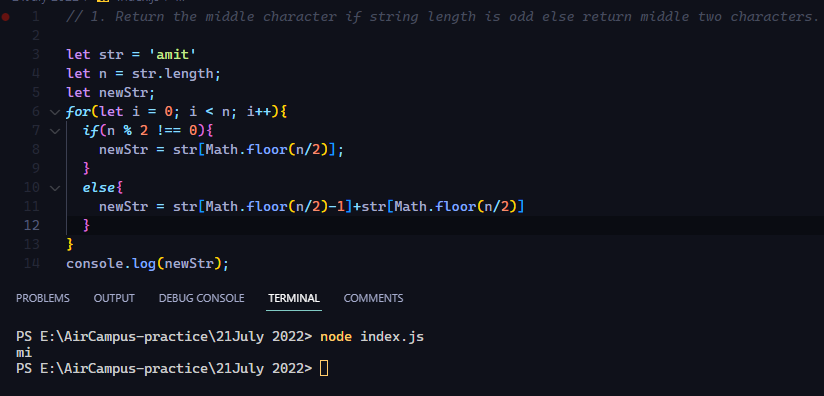 1 // 1. Return the middle character if string length is odd else return middle two characters.
2
3 let str = 'amit'
4 let n = str.length;
5 let newStr;
6 for(let i = 0; i < n; i++){
7 if(n % 2 !== 0){
8 newStr = str[Math.floor(n/2)];
9 }
10 else{
11 newStr = str[Math.floor(n/2)-1]+str[Math.floor(n/2)]
12 }
13 }
14 console.log(newStr);
PROBLEMS OUTPUT DEBUG CONSOLE TERMINAL COMMENTS
PS E:\AirCampus-practice\21July 2022> node index.js
mi
PS E:\AirCampus-practice\21July 2022>